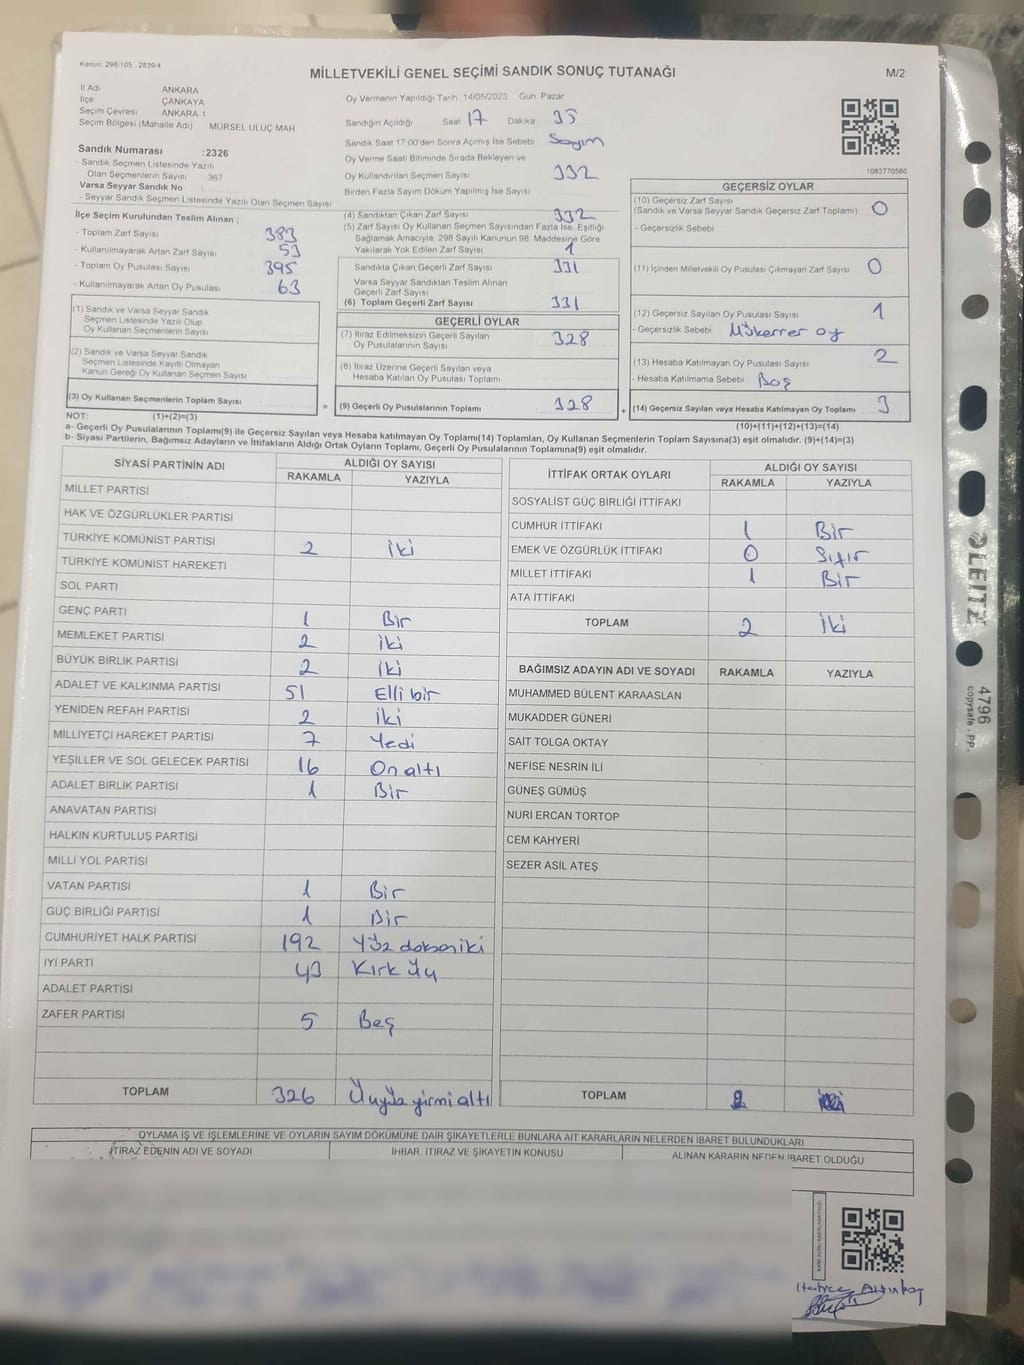 Kanun: 298/105 2839/4
MİLLETVEKİLİ GENEL SEÇİMİ SANDIK SONUÇ TUTANAĞI
M/2
İl Adı ANKARA
İlçe ÇANKAYA
Seçim Çevresi ANKARA-1
Seçim Bölgesi (Mahalle Adı) MÜRSEL ULUÇ MAH
Sandık Numarası :2326
- Sandık Seçmen Listesinde Yazılı
Olan Seçmenlerin Sayısı : 367
Varsa Seyyar Sandık No
- Seyyar Sandık Seçmen Listesinde Yazılı Olan Seçmen Sayısı
Oy Vermenin Yapıldığı Tarih 14/05/2023 Gün Pazar
Sandığın Açıldığı Saat 17 Dakika 35
Sandık Saat 17.00'den Sonra Açılmış İse Sebebi Sayım
Oy Verme Saati Bitiminde Sırada Bekleyen ve
Oy Kullandırılan Seçmen Sayısı 332
Birden Fazla Sayım Döküm Yapılmış İse Sayısı
1083770560
İlçe Seçim Kurulundan Teslim Alınan ;
- Toplam Zarf Sayısı 383
- Kullanılmayarak Artan Zarf Sayısı 53
- Toplam Oy Pusulası Sayısı 395
- Kullanılmayarak Artan Oy Pusulası 63
(1) Sandık ve Varsa Seyyar Sandık
Seçmen Listesinde Yazılı Olup
Oy Kullanan Seçmenlerin Sayısı
(2) Sandık ve Varsa Seyyar Sandık
Seçmen Listesinde Kayıtlı Olmayan
Kanun Gereği Oy Kullanan Seçmen Sayısı
(3) Oy Kullanan Seçmenlerin Toplam Sayısı =
(4) Sandıktan Çıkan Zarf Sayısı 332
(5) Zarf Sayısı Oy Kullanan Seçmen Sayısından Fazla İse, Eşitliği
Sağlamak Amacıyla, 298 Sayılı Kanunun 98. Maddesine Göre
Yakılarak Yok Edilen Zarf Sayısı 1
Sandıkta Çıkan Geçerli Zarf Sayısı 331
Varsa Seyyar Sandıktan Teslim Alınan
Geçerli Zarf Sayısı
(6) Toplam Geçerli Zarf Sayısı 331
GEÇERLİ OYLAR
(7) İtiraz Edilmeksizin Geçerli Sayılan
Oy Pusulalarının Sayısı 328
(8) İtiraz Üzerine Geçerli Sayılan veya
Hesaba Katılan Oy Pusulası Toplamı
(9) Geçerli Oy Pusulalarının Toplamı 328 +
GEÇERSİZ OYLAR
(10) Geçersiz Zarf Sayısı
(Sandık ve Varsa Seyyar Sandık Geçersiz Zarf Toplamı) 0
- Geçersizlik Sebebi
(11) İçinden Milletvekili Oy Pusulası Çıkmayan Zarf Sayısı 0
(12) Geçersiz Sayılan Oy Pusulası Sayısı 1
- Geçersizlik Sebebi Mükerrer oy
(13) Hesaba Katılmayan Oy Pusulası Sayısı 2
- Hesaba Katılmama Sebebi Boş
(14) Geçersiz Sayılan veya Hesaba Katılmayan Oy Toplamı 3
NOT: (1)+(2)=(3) (10)+(11)+(12)+(13)=(14)
a- Geçerli Oy Pusulalarının Toplamı(9) ile Geçersiz Sayılan veya Hesaba katılmayan Oy Toplamı(14) Toplamları, Oy Kullanan Seçmenlerin Toplam Sayısına(3) eşit olmalıdır. (9)+(14)=(3)
b- Siyasi Partilerin, Bağımsız Adayların ve İttifakların Aldığı Ortak Oyların Toplamı, Geçerli Oy Pusulalarının Toplamına(9) eşit olmalıdır.
SİYASİ PARTİNİN ADI ALDIĞI OY SAYISI
RAKAMLA YAZIYLA
MİLLET PARTİSİ
HAK VE ÖZGÜRLÜKLER PARTİSİ
TÜRKİYE KOMÜNİST PARTİSİ 2 iki
TÜRKİYE KOMÜNİST HAREKETİ
SOL PARTİ
GENÇ PARTİ 1 Bir
MEMLEKET PARTİSİ 2 iki
BÜYÜK BİRLİK PARTİSİ 2 iki
ADALET VE KALKINMA PARTİSİ 51 Elli bir
YENİDEN REFAH PARTİSİ 2 iki
MİLLİYETÇİ HAREKET PARTİSİ 7 Yedi
YEŞİLLER VE SOL GELECEK PARTİSİ 16 On altı
ADALET BİRLİK PARTİSİ 1 Bir
ANAVATAN PARTİSİ
HALKIN KURTULUŞ PARTİSİ
MİLLİ YOL PARTİSİ
VATAN PARTİSİ 1 Bir
GÜÇ BİRLİĞİ PARTİSİ 1 Bir
CUMHURİYET HALK PARTİSİ 192 Yüz doksan iki
İYİ PARTİ 43 Kırk üç
ADALET PARTİSİ
ZAFER PARTİSİ 5 Beş
TOPLAM 326 Üçyüz yirmi altı
İTTİFAK ORTAK OYLARI ALDIĞI OY SAYISI
RAKAMLA YAZIYLA
SOSYALİST GÜÇ BİRLİĞİ İTTİFAKI
CUMHUR İTTİFAKI 1 Bir
EMEK VE ÖZGÜRLÜK İTTİFAKI 0 Sıfır
MİLLET İTTİFAKI 1 Bir
ATA İTTİFAKI
TOPLAM 2 iki
BAĞIMSIZ ADAYIN ADI VE SOYADI RAKAMLA YAZIYLA
MUHAMMED BÜLENT KARAASLAN
MUKADDER GÜNERİ
SAİT TOLGA OKTAY
NEFİSE NESRİN İLİ
GÜNEŞ GÜMÜŞ
NURİ ERCAN TORTOP
CEM KAHYERİ
SEZER ASİL ATEŞ
TOPLAM
OYLAMA İŞ VE İŞLEMLERİNE VE OYLARIN SAYIM DÖKÜMÜNE DAİR ŞİKAYETLERLE BUNLARA AİT KARARLARIN NELERDEN İBARET BULUNDUKLARI
İTİRAZ EDENİN ADI VE SOYADI İHBAR, İTİRAZ VE ŞİKAYETİN KONUSU ALINAN KARARIN NEDEN İBARET OLDUĞU
LEITZ
4796
copysafe PP